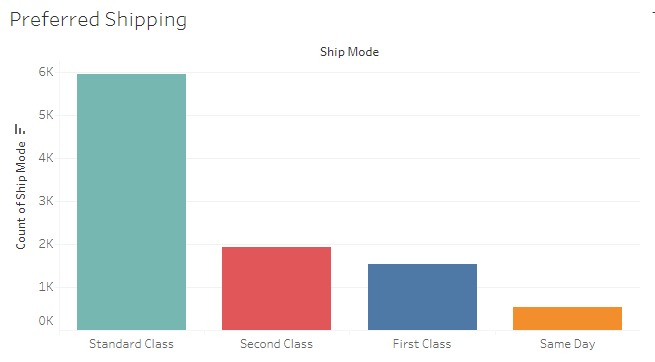 Preferred Shipping
Ship Mode
Count of Ship Mode
6K
5K
4K
3K
2K
1K
0K
Standard Class
Second Class
First Class
Same Day